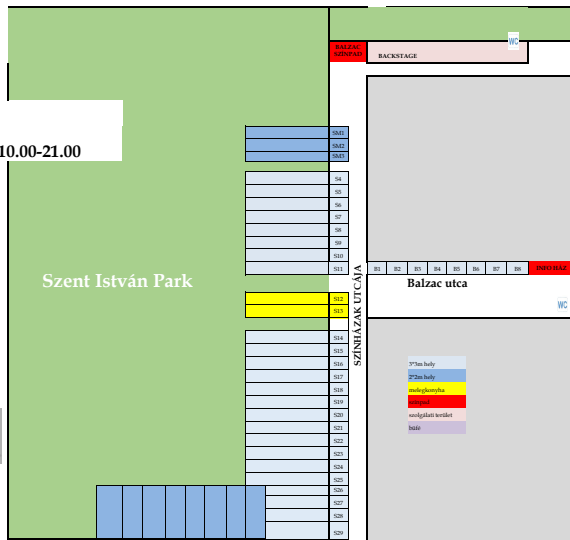 BALZAC
SZÍNPAD
BACKSTAGE
WC
10.00-21.00
SM1
SM2
SM3
S4
S5
S6
S7
S8
S9
S10
S11
B1 B2 B3 B4 B5 B6 B7 B8 INFO HÁZ
Szent István Park
Balzac utca
SZÍNHÁZAK UTCÁJA
WC
S12
S13
S14
S15
S16
S17
S18
S19
S20
S21
S22
S23
S24
S25
S26
S27
S28
S29
3*3m hely
2*2m hely
melegkonyha
színpad
szolgálati terület
büfé